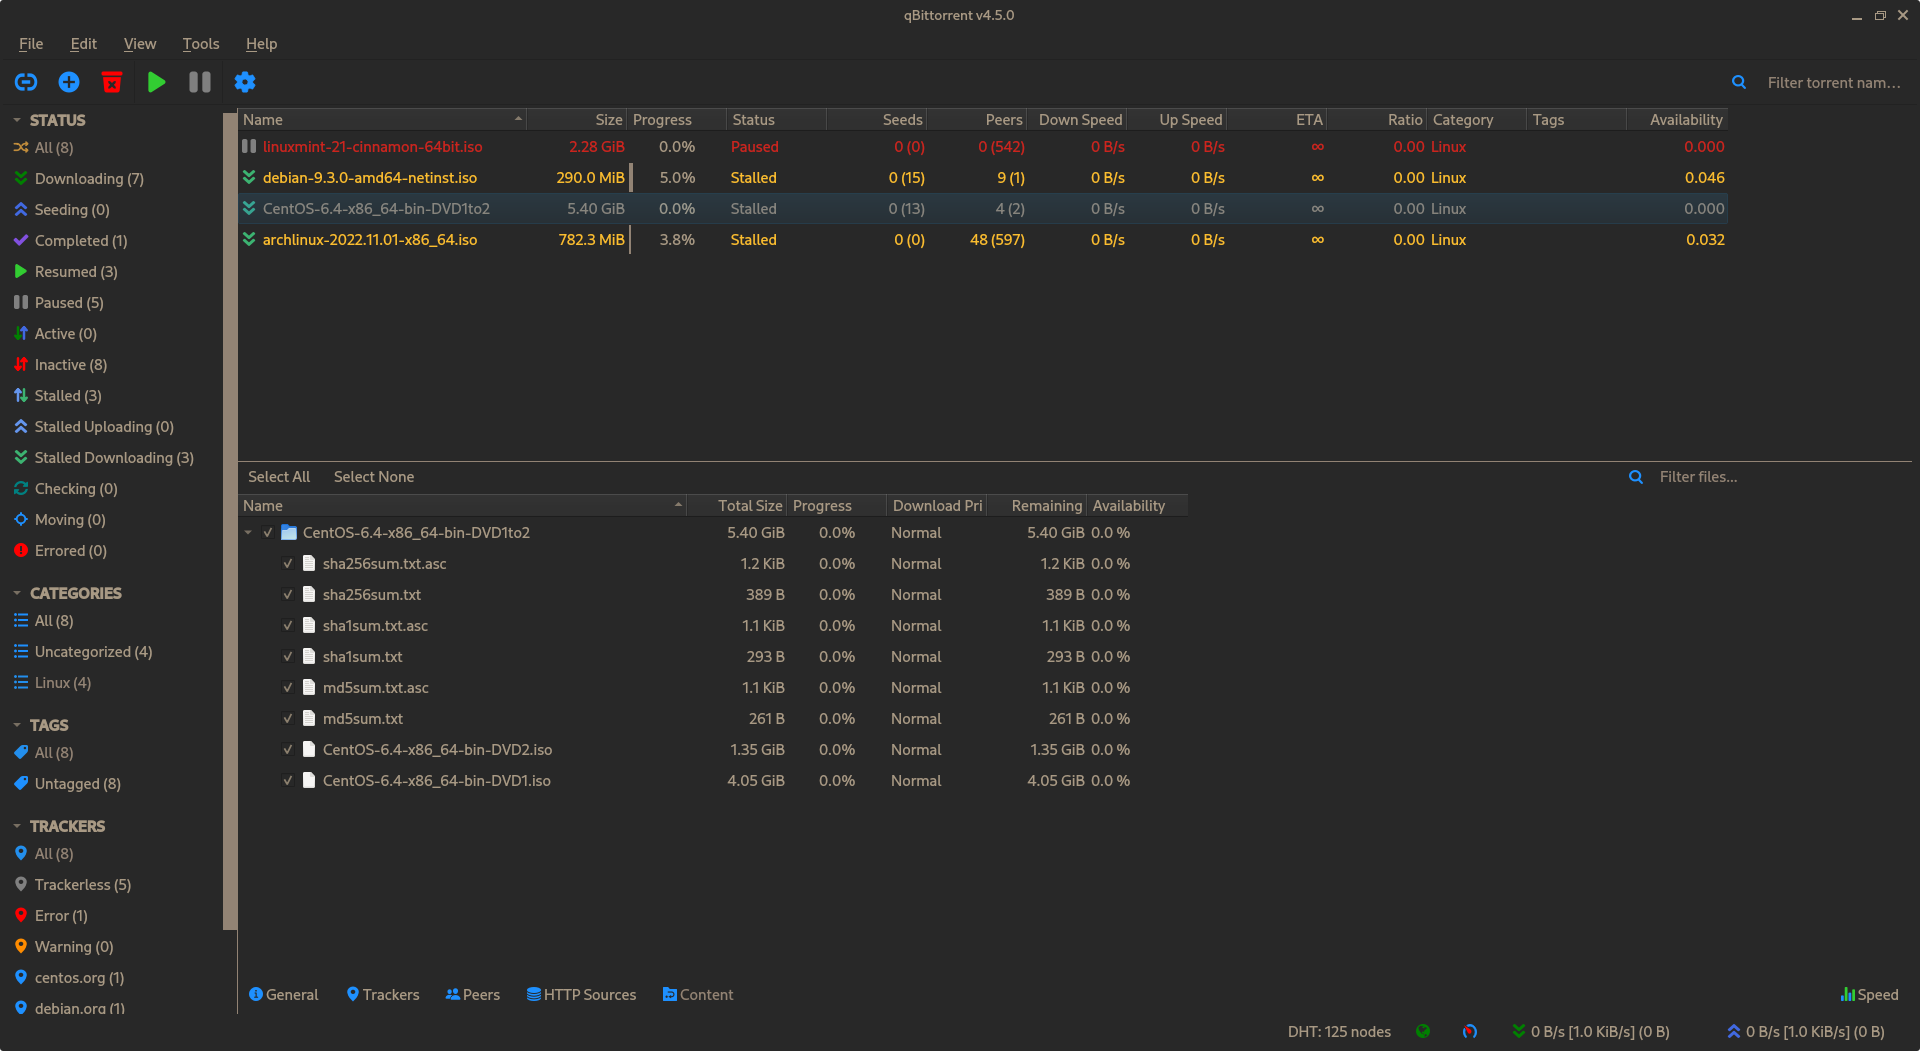 qBittorrent v4.5.0
File Edit View Tools Help
Filter torrent nam...
STATUS
All (8)
Downloading (7)
Seeding (0)
Completed (1)
Resumed (3)
Paused (5)
Active (0)
Inactive (8)
Stalled (3)
Stalled Uploading (0)
Stalled Downloading (3)
Checking (0)
Moving (0)
Errored (0)
CATEGORIES
All (8)
Uncategorized (4)
Linux (4)
TAGS
All (8)
Untagged (8)
TRACKERS
All (8)
Trackerless (5)
Error (1)
Warning (0)
centos.org (1)
debian.org (1)
Name Size Progress Status Seeds Peers Down Speed Up Speed ETA Ratio Category Tags Availability
linuxmint-21-cinnamon-64bit.iso 2.28 GiB 0.0% Paused 0 (0) 0 (542) 0 B/s 0 B/s ∞ 0.00 Linux 0.000
debian-9.3.0-amd64-netinst.iso 290.0 MiB 5.0% Stalled 0 (15) 9 (1) 0 B/s 0 B/s ∞ 0.00 Linux 0.046
CentOS-6.4-x86_64-bin-DVD1to2 5.40 GiB 0.0% Stalled 0 (13) 4 (2) 0 B/s 0 B/s ∞ 0.00 Linux 0.000
archlinux-2022.11.01-x86_64.iso 782.3 MiB 3.8% Stalled 0 (0) 48 (597) 0 B/s 0 B/s ∞ 0.00 Linux 0.032
Select All Select None Filter files...
Name Total Size Progress Download Pri Remaining Availability
CentOS-6.4-x86_64-bin-DVD1to2 5.40 GiB 0.0% Normal 5.40 GiB 0.0 %
sha256sum.txt.asc 1.2 KiB 0.0% Normal 1.2 KiB 0.0 %
sha256sum.txt 389 B 0.0% Normal 389 B 0.0 %
sha1sum.txt.asc 1.1 KiB 0.0% Normal 1.1 KiB 0.0 %
sha1sum.txt 293 B 0.0% Normal 293 B 0.0 %
md5sum.txt.asc 1.1 KiB 0.0% Normal 1.1 KiB 0.0 %
md5sum.txt 261 B 0.0% Normal 261 B 0.0 %
CentOS-6.4-x86_64-bin-DVD2.iso 1.35 GiB 0.0% Normal 1.35 GiB 0.0 %
CentOS-6.4-x86_64-bin-DVD1.iso 4.05 GiB 0.0% Normal 4.05 GiB 0.0 %
General Trackers Peers HTTP Sources Content Speed
DHT: 125 nodes 0 B/s [1.0 KiB/s] (0 B) 0 B/s [1.0 KiB/s] (0 B)